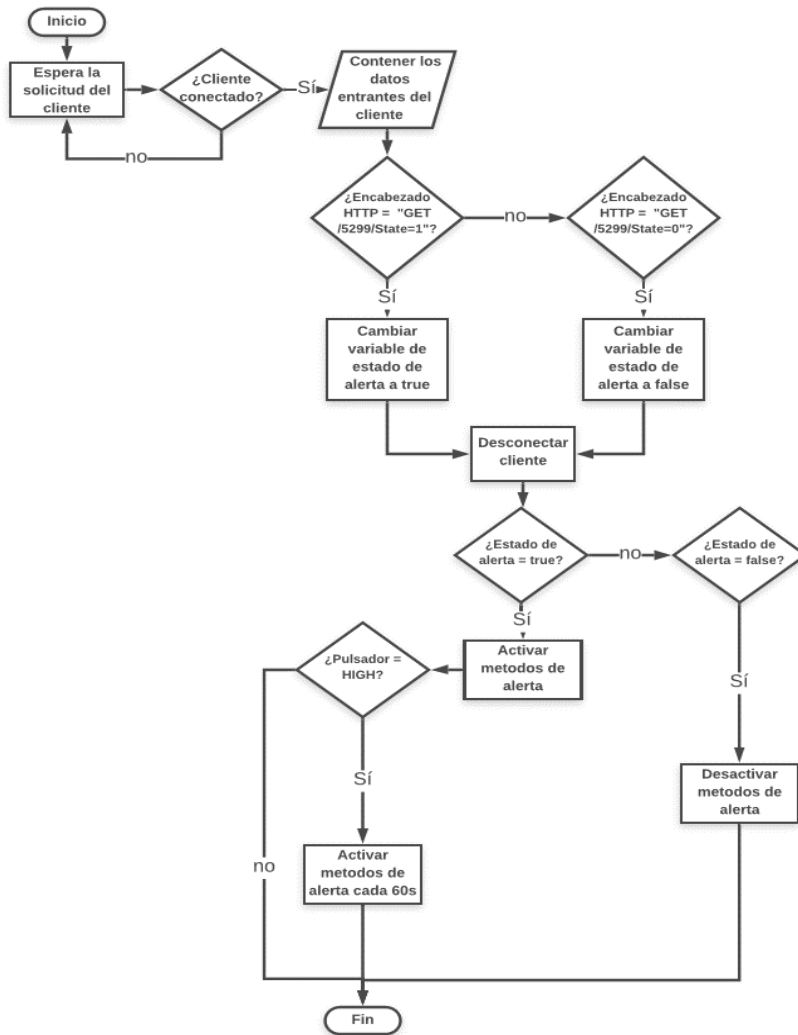 Inicio
Espera la
solicitud del
cliente
¿Cliente
conectado?
Sí
no
Contener los
datos
entrantes del
cliente
¿Encabezado
HTTP = "GET
/5299/State=1"?
no
¿Encabezado
HTTP = "GET
/5299/State=0"?
Sí
Sí
Cambiar
variable de
estado de
alerta a true
Cambiar
variable de
estado de
alerta a false
Desconectar
cliente
¿Estado de
alerta = true?
no
¿Estado de
alerta = false?
Sí
Activar
metodos de
alerta
¿Pulsador =
HIGH?
Sí
Sí
Desactivar
metodos de
alerta
no
Activar
metodos de
alerta cada 60s
Fin